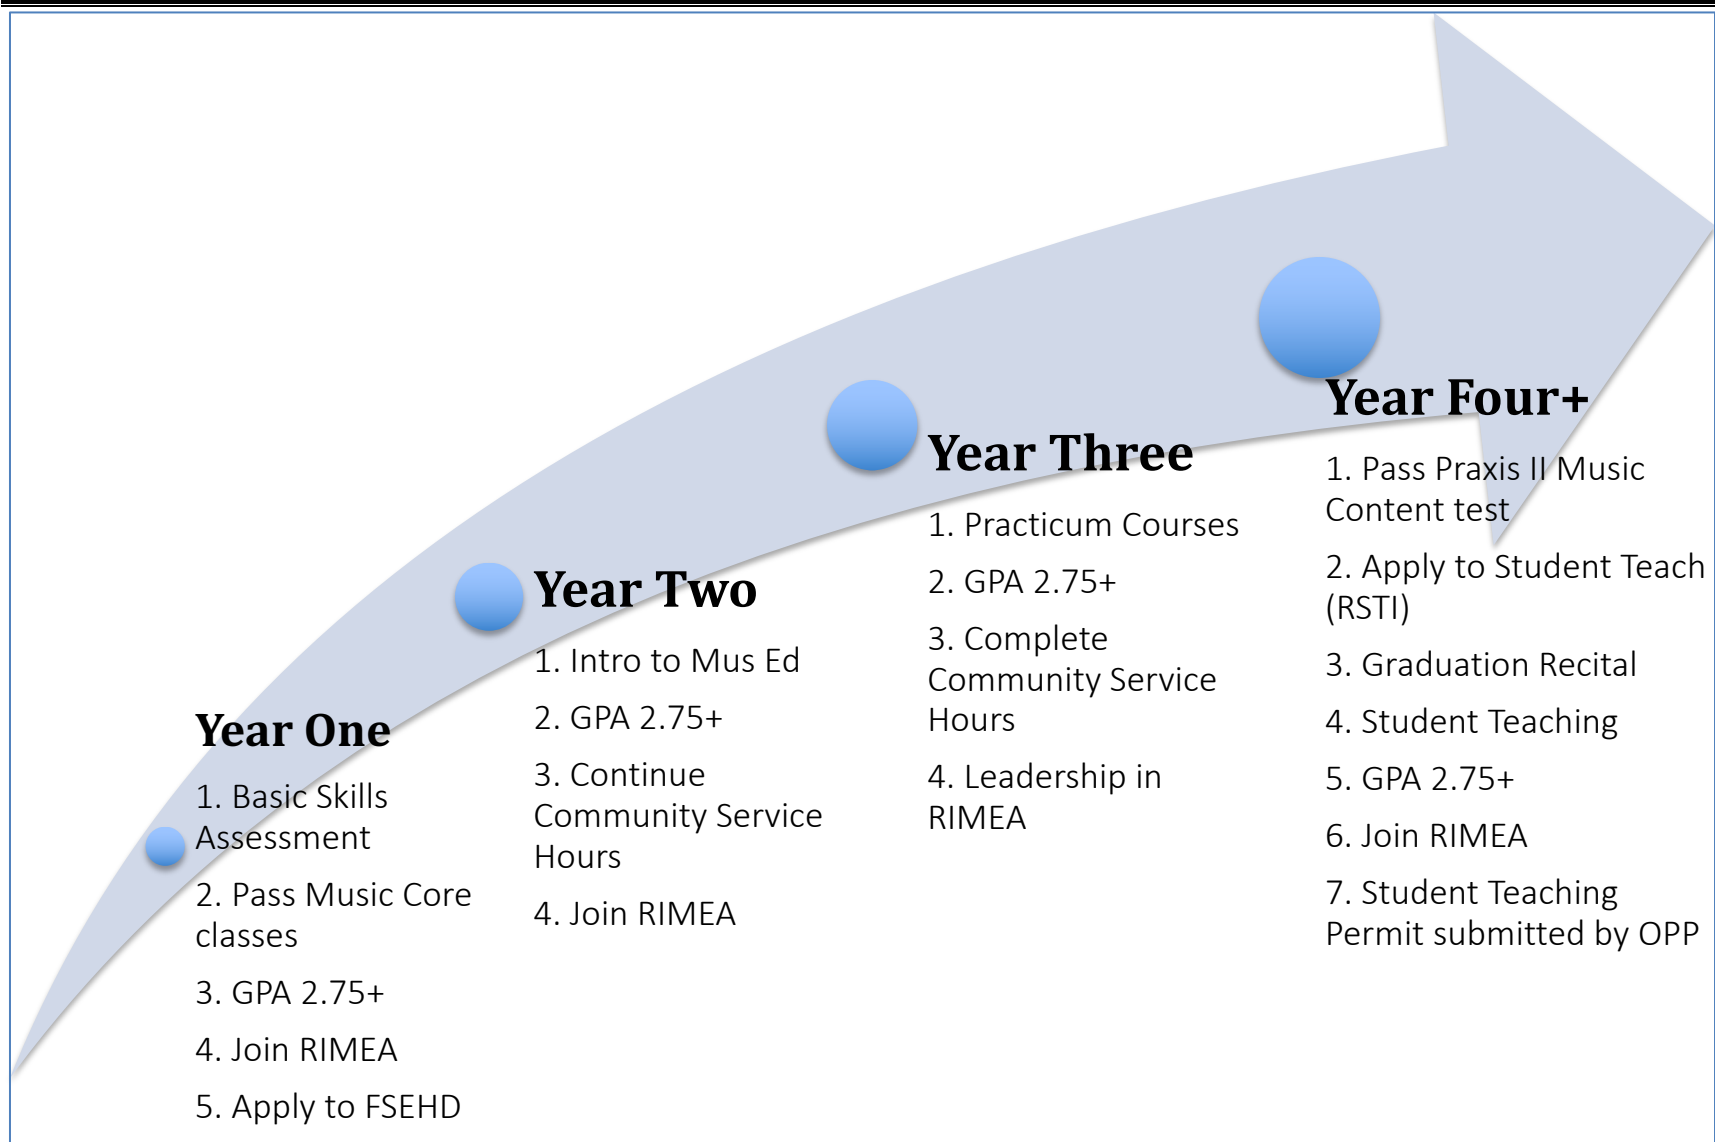 Year One
1. Basic Skills
Assessment
2. Pass Music Core
classes
3. GPA 2.75+
4. Join RIMEA
5. Apply to FSEHD
Year Two
1. Intro to Mus Ed
2. GPA 2.75+
3. Continue
Community Service
Hours
4. Join RIMEA
Year Three
1. Practicum Courses
2. GPA 2.75+
3. Complete
Community Service
Hours
4. Leadership in
RIMEA
Year Four+
1. Pass Praxis II Music
Content test
2. Apply to Student Teach
(RSTI)
3. Graduation Recital
4. Student Teaching
5. GPA 2.75+
6. Join RIMEA
7. Student Teaching
Permit submitted by OPP